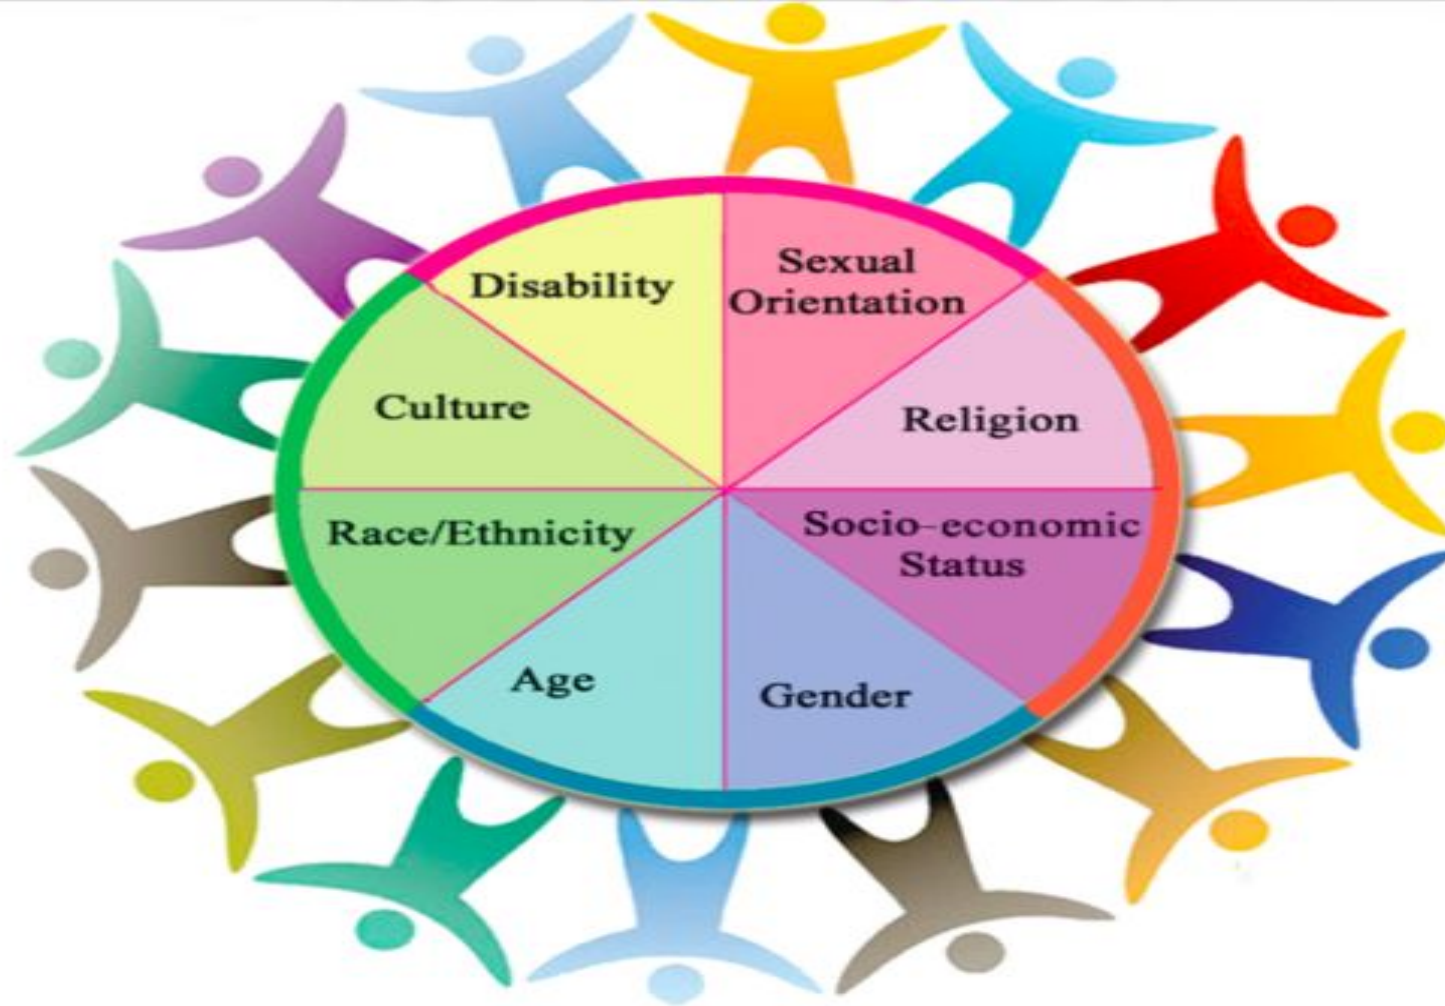 Disability
Sexual
Orientation
Culture
Religion
Race/Ethnicity
Socio-economic
Status
Age
Gender